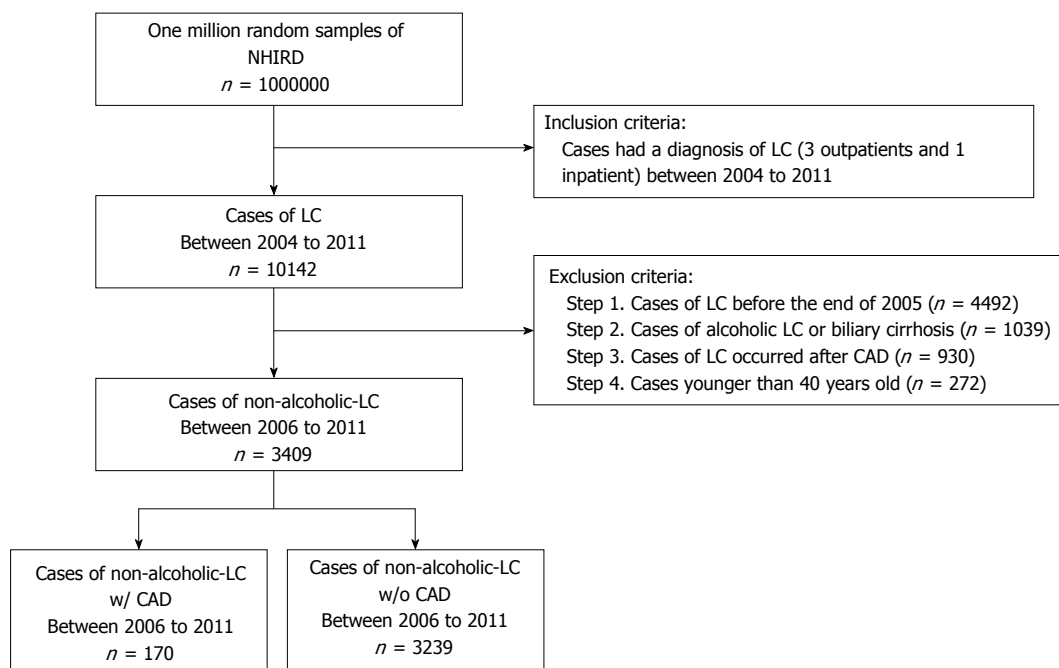 One million random samples of
NHIRD
n = 1000000
Inclusion criteria:
Cases had a diagnosis of LC (3 outpatients and 1
inpatient) between 2004 to 2011
Cases of LC
Between 2004 to 2011
n = 10142
Exclusion criteria:
Step 1. Cases of LC before the end of 2005 (n = 4492)
Step 2. Cases of alcoholic LC or biliary cirrhosis (n = 1039)
Step 3. Cases of LC occurred after CAD (n = 930)
Step 4. Cases younger than 40 years old (n = 272)
Cases of non-alcoholic-LC
Between 2006 to 2011
n = 3409
Cases of non-alcoholic-LC
w/ CAD
Between 2006 to 2011
n = 170
Cases of non-alcoholic-LC
w/o CAD
Between 2006 to 2011
n = 3239